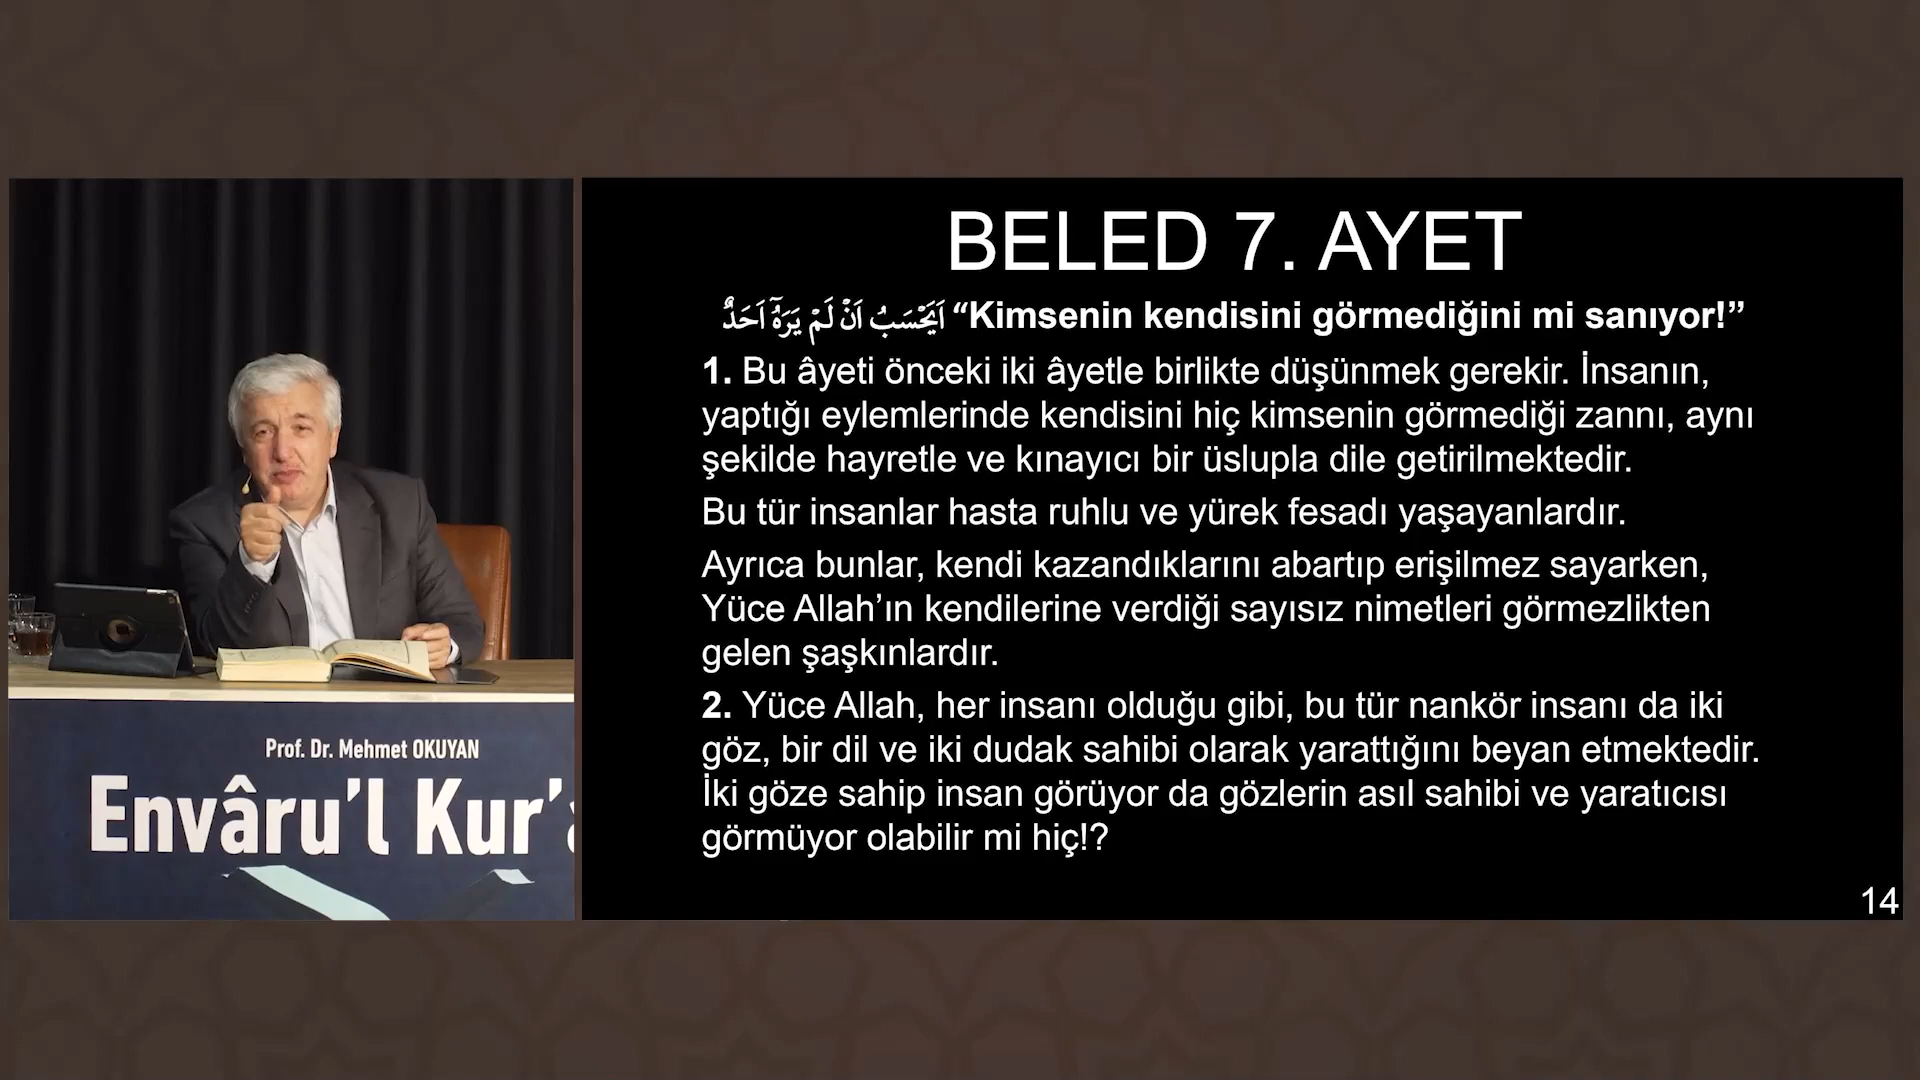 BELED 7. AYET
اَيَحْسَبُ اَنْ لَمْ يَرَهُٓ اَحَدٌ “Kimsenin kendisini görmediğini mi sanıyor!”
1. Bu âyeti önceki iki âyetle birlikte düşünmek gerekir. İnsanın,
yaptığı eylemlerinde kendisini hiç kimsenin görmediği zannı, aynı
şekilde hayretle ve kınayıcı bir üslupla dile getirilmektedir.
Bu tür insanlar hasta ruhlu ve yürek fesadı yaşayanlardır.
Ayrıca bunlar, kendi kazandıklarını abartıp erişilmez sayarken,
Yüce Allah’ın kendilerine verdiği sayısız nimetleri görmezlikten
gelen şaşkınlardır.
2. Yüce Allah, her insanı olduğu gibi, bu tür nankör insanı da iki
göz, bir dil ve iki dudak sahibi olarak yarattığını beyan etmektedir.
İki göze sahip insan görüyor da gözlerin asıl sahibi ve yaratıcısı
görmüyor olabilir mi hiç!?
14
Prof. Dr. Mehmet OKUYAN
Envâru’l Kur’